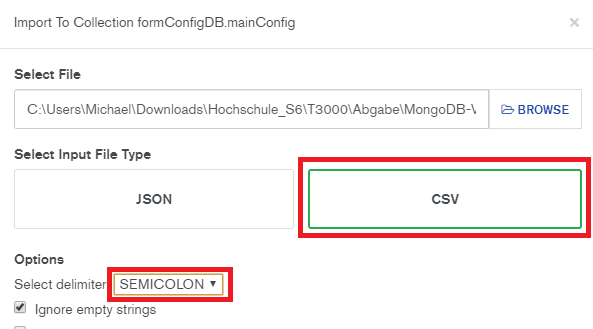 Import To Collection formConfigDB.mainConfig ×
Select File
C:\Users\Michael\Downloads\Hochschule_S6\T3000\Abgabe\MongoDB-V BROWSE
Select Input File Type
JSON CSV
Options
Select delimiter SEMICOLON ▼
Ignore empty strings